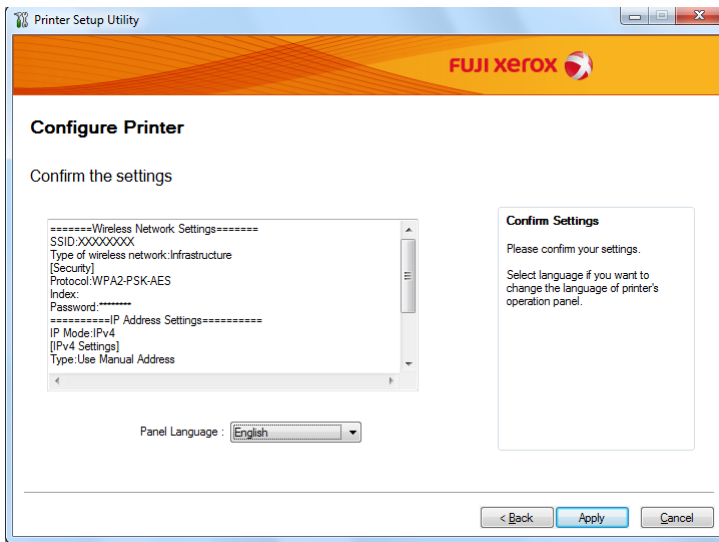 Printer Setup Utility
FUJI xerox
Configure Printer
Confirm the settings
=======Wireless Network Settings=======
SSID:XXXXXXXX
Type of wireless network:Infrastructure
[Security]
Protocol:WPA2-PSK-AES
Index:
Password:********
==========IP Address Settings==========
IP Mode:IPv4
[IPv4 Settings]
Type:Use Manual Address
Confirm Settings
Please confirm your settings.
Select language if you want to
change the language of printer's
operation panel.
Panel Language : English
< Back
Apply
Cancel